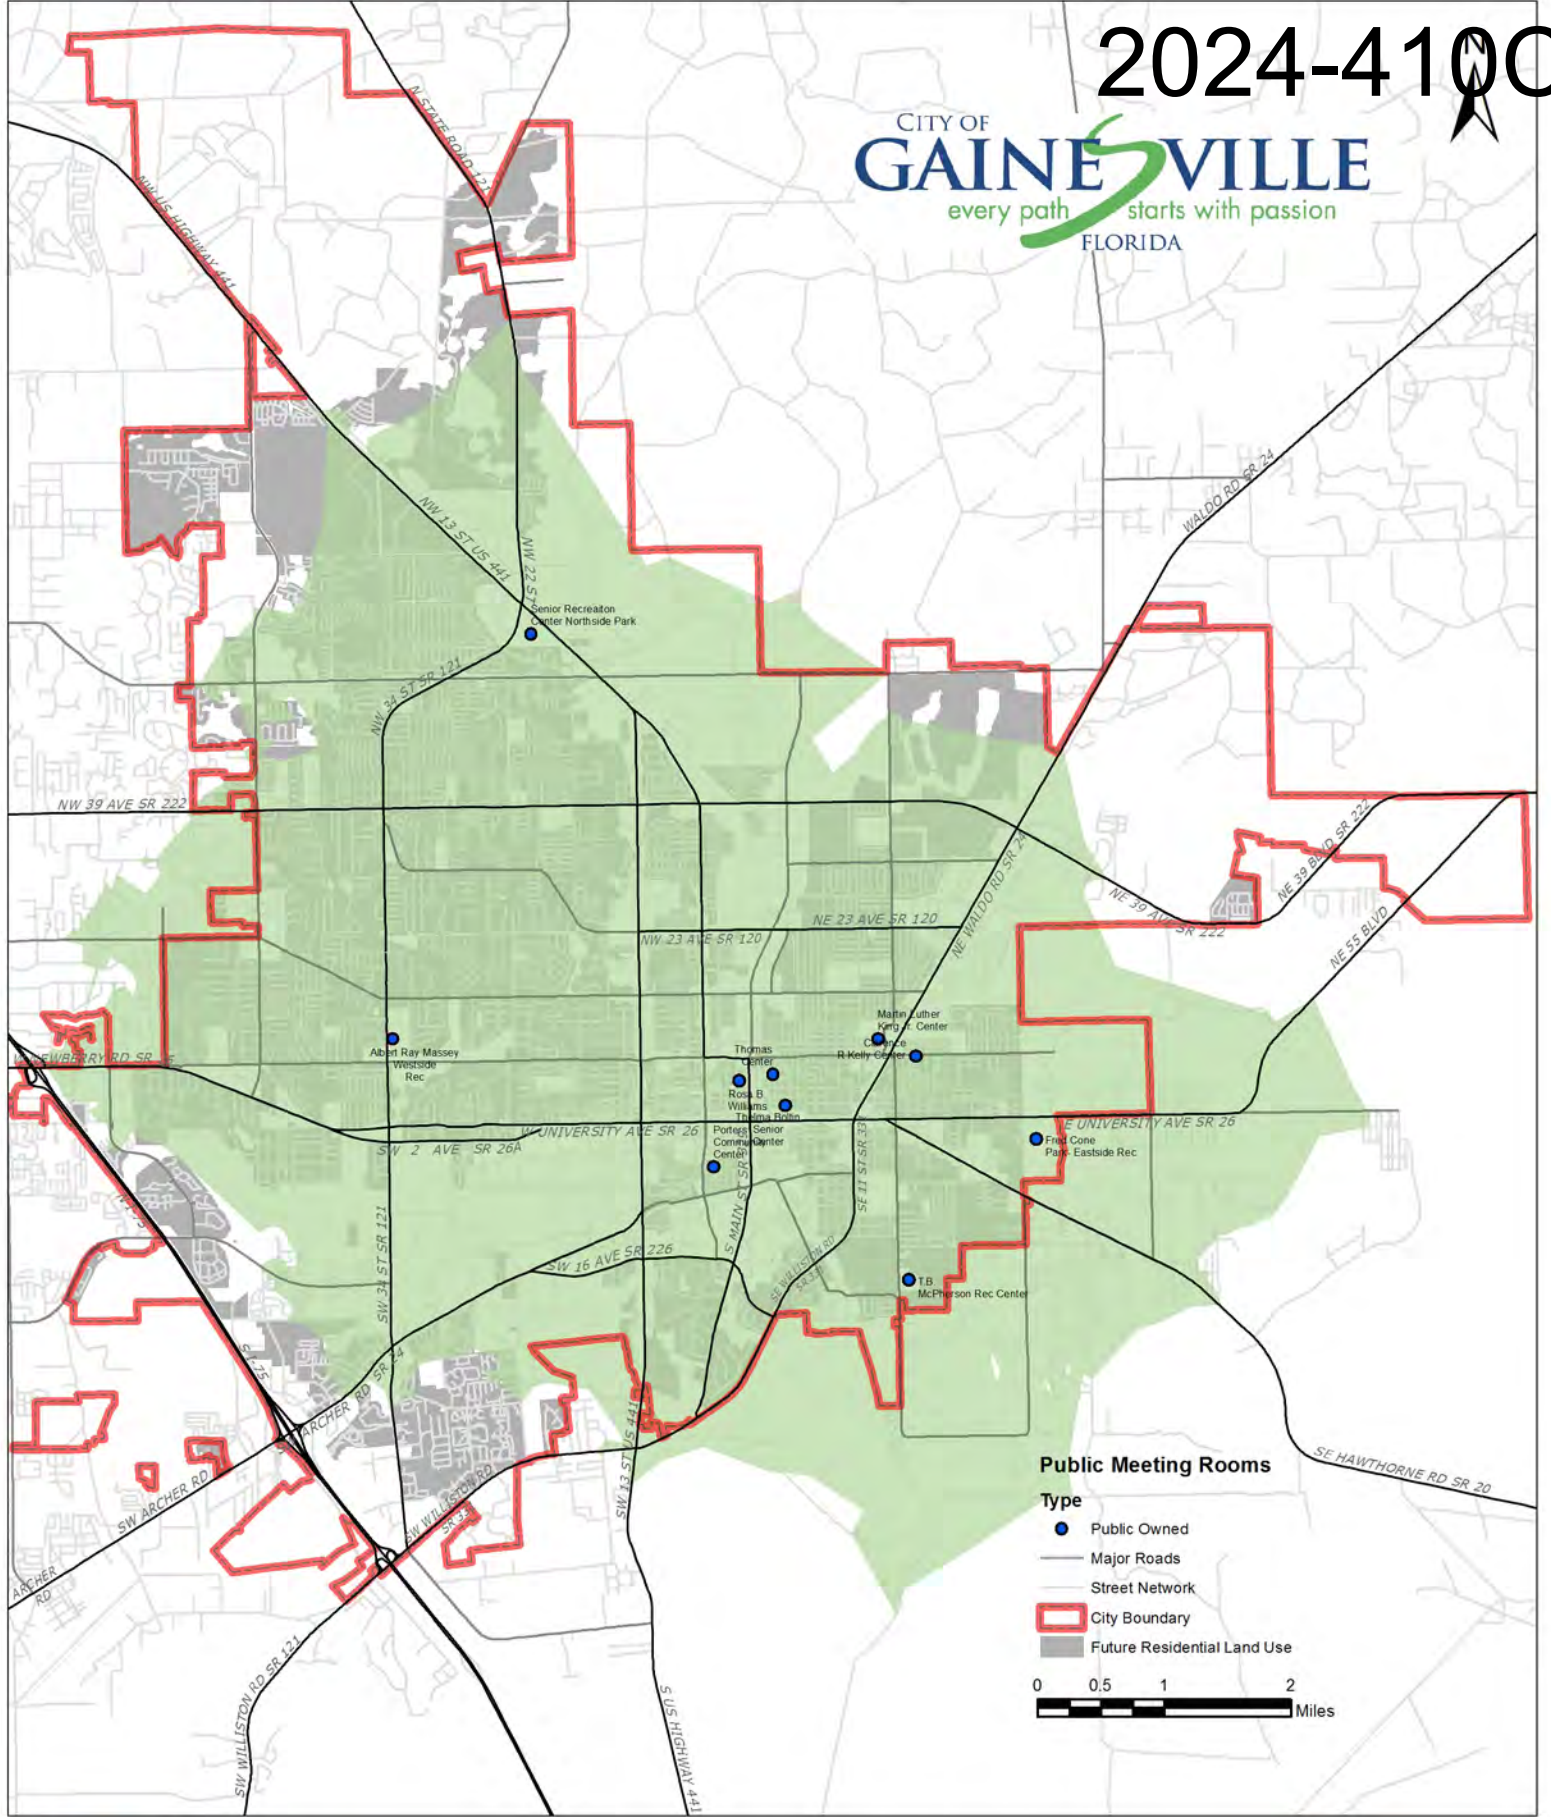 2024-410C
N
CITY OF
GAINESVILLE
every path starts with passion
FLORIDA
N STATE ROAD 121
NW US HIGHWAY 441
WALDO RD SR 24
NW 13 ST US 441
NW 22 ST
Senior Recreaiton
Center Northside Park
NW 34 ST SR 121
NW 39 AVE SR 222
NE 39 BLVD SR 222
NE WALDO RD SR 24
NE 39 AVE SR 222
NE 23 AVE SR 120
NW 23 AVE SR 120
NE 55 BLVD
Martin Luther
King Jr. Center
Clarence
R Kelly Center
Albert Ray Massey
Westside
Rec
Thomas
Center
W NEWBERRY RD SR 26
Rosa B
Williams
Thelma Boltin
Senior
Center
Porters
Community
Center
W UNIVERSITY AVE SR 26
E UNIVERSITY AVE SR 26
SW 2 AVE SR 26A
Fred Cone
Park- Eastside Rec
N I-75
SE 11 ST SR 331
S MAIN ST SR
SW 34 ST SR 121
SW 16 AVE SR 226
SE WILLISTON RD
SR 331
T.B.
McPherson Rec Center
S I-75
SW ARCHER RD SR 24
SW 13 ST US 441
SW ARCHER RD
SW WILLISTON RD
SR 331
SE HAWTHORNE RD SR 20
ARCHER
RD
SW WILLISTON RD SR 121
S US HIGHWAY 441
Public Meeting Rooms
Type
Public Owned
Major Roads
Street Network
City Boundary
Future Residential Land Use
0 0.5 1 2
Miles